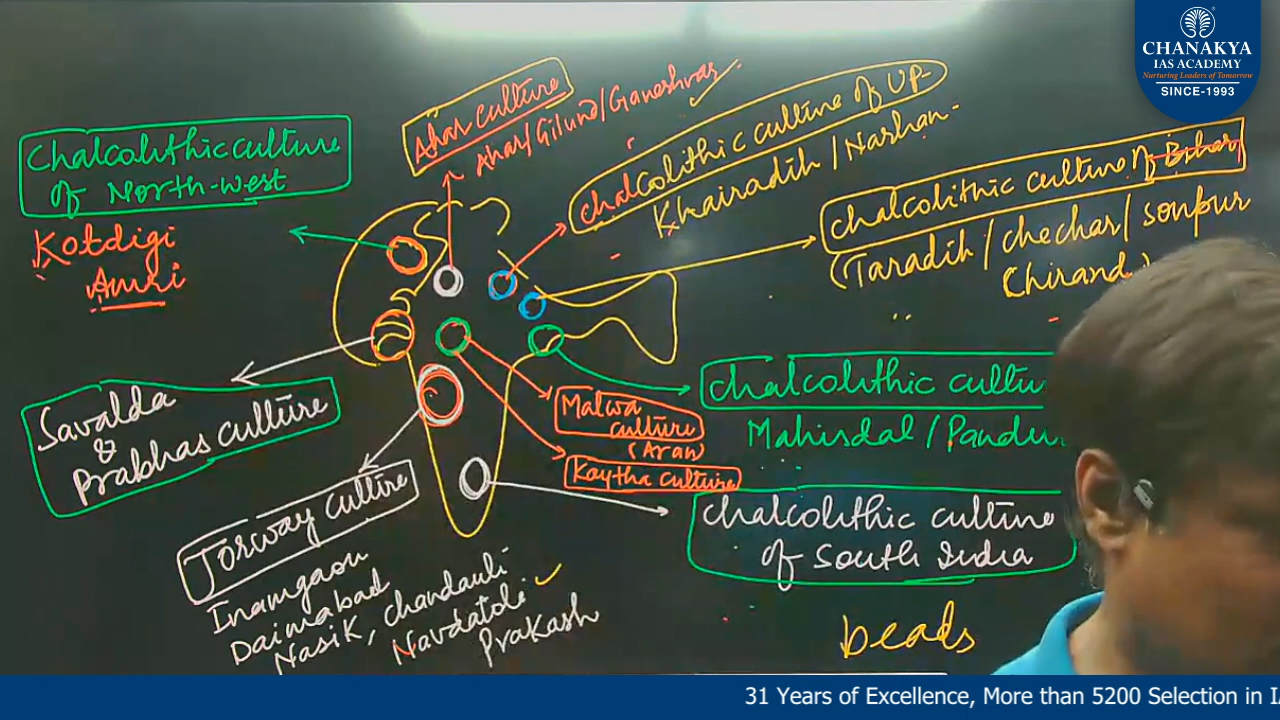 CHANAKYA
IAS ACADEMY
Nurturing Leaders of Tomorrow
SINCE-1993
Ahar culture
Ahar/Gilund/Ganeshvar
chalcolithic culture of UP
Khairadih / Narhan
Chalcolithic culture
of North-west
Kotdigi
Amri
chalcolithic culture of Bihar
(Taradih / chechar / sonpur
Chirand)
Savalda
&
Prabhas culture
Malwa
culture
(Aran)
Kaytha culture
chalcolithic cultu
Mahisdal / Pandu
Jorway culture
Inamgaon
Daimabad
Nasik, chandauli
Navdatoli
Prakash
chalcolithic culture
of South India
beads
31 Years of Excellence, More than 5200 Selection in I